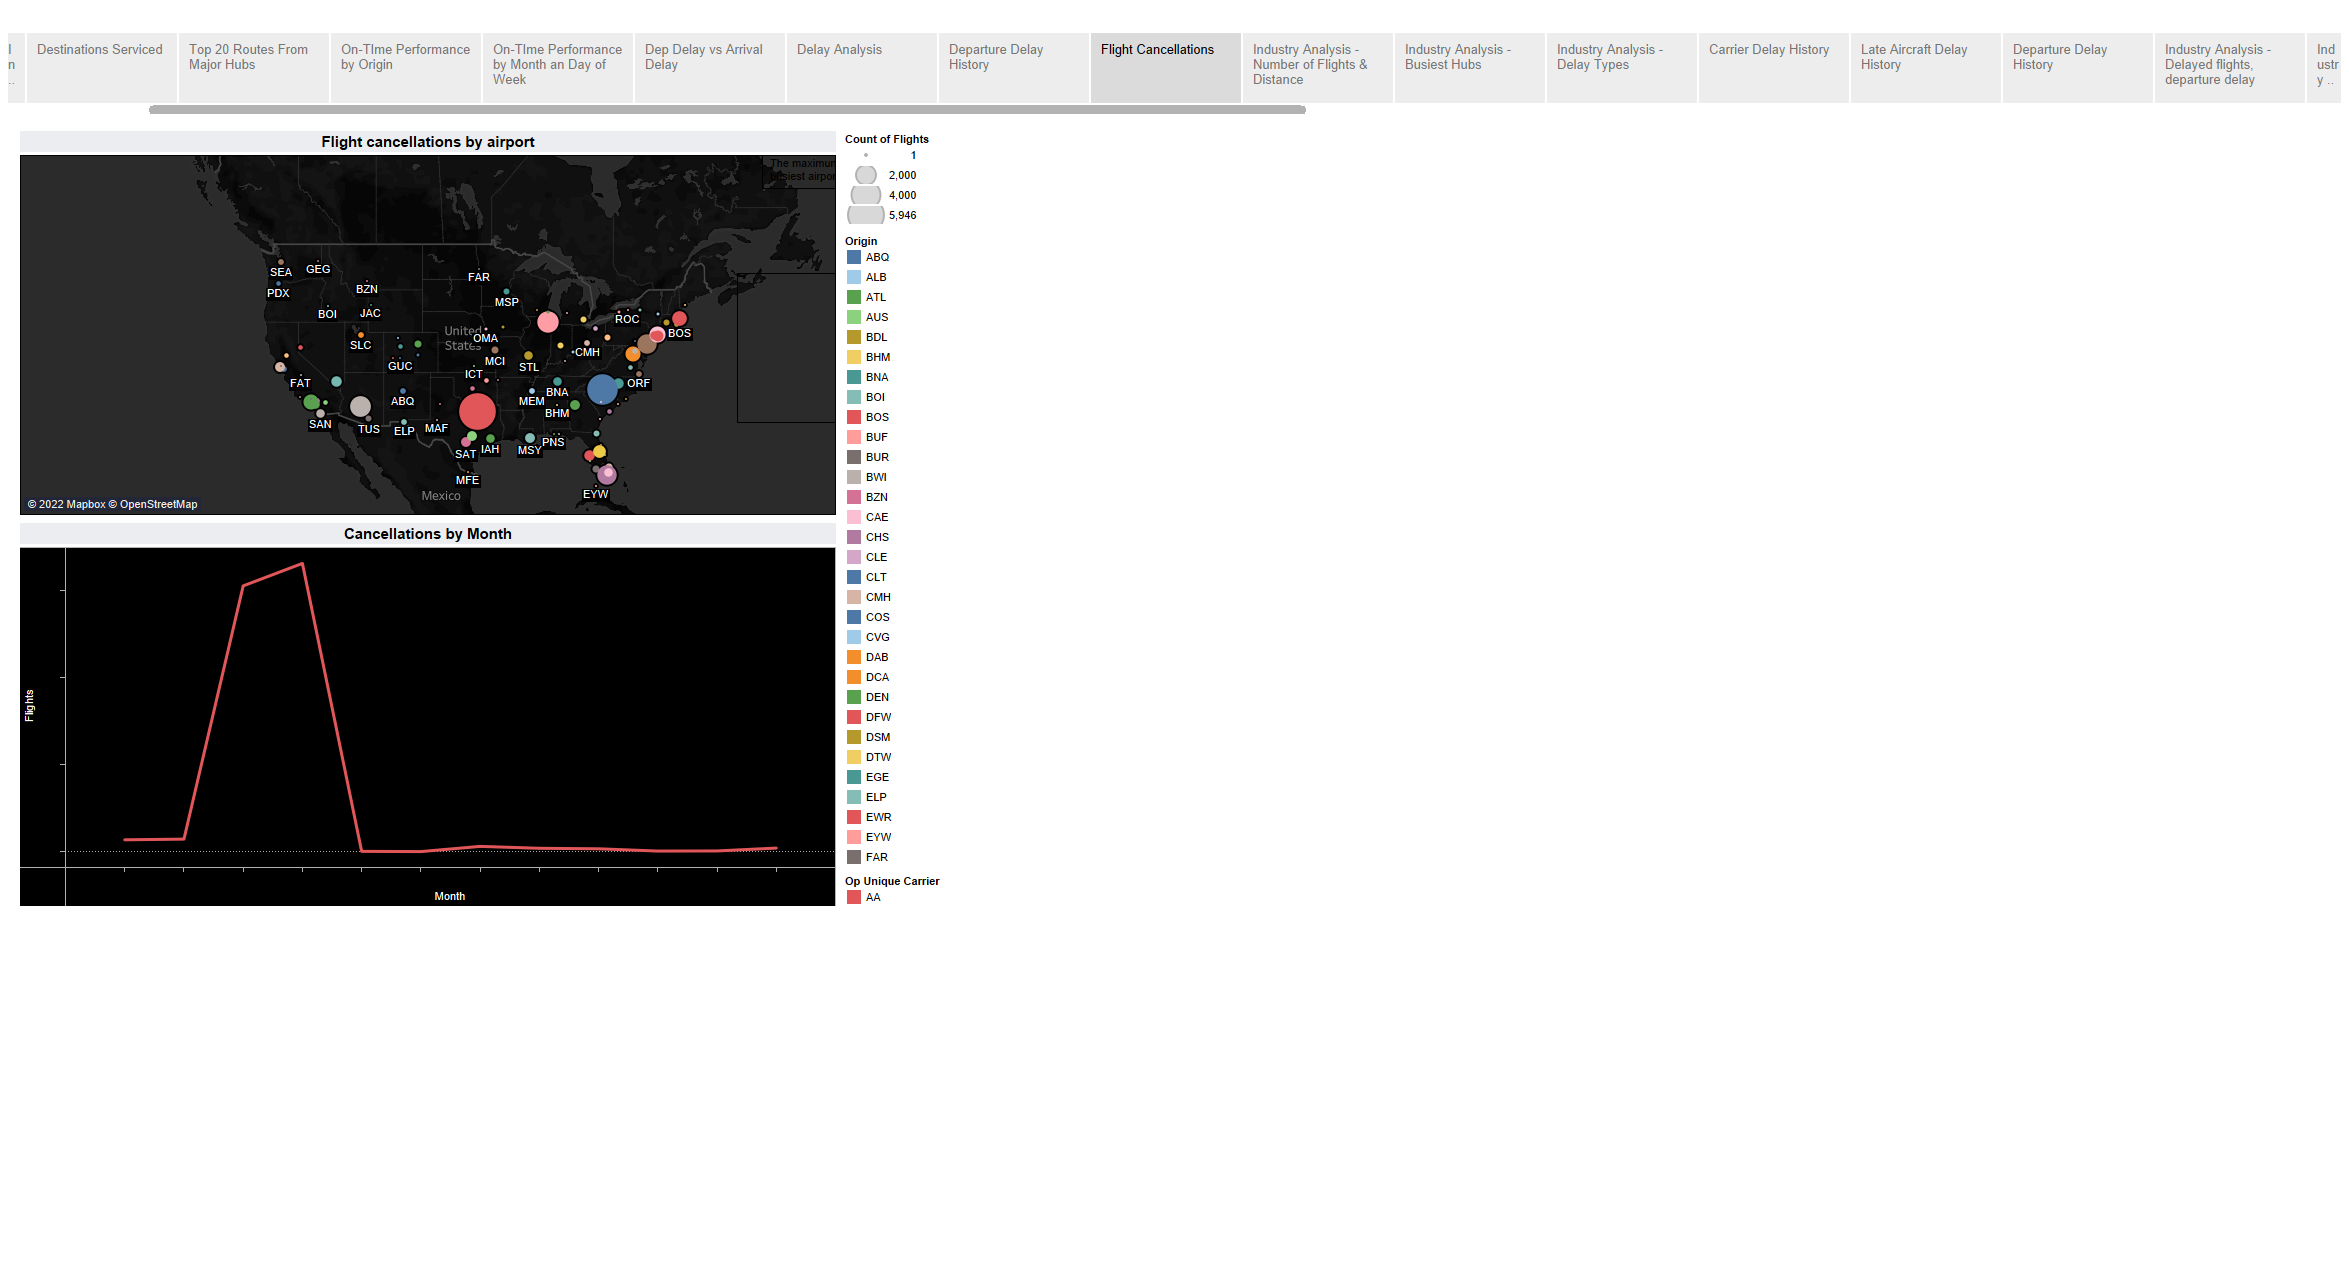 I
n
..
Destinations Serviced
Top 20 Routes From
Major Hubs
On-TIme Performance
by Origin
On-TIme Performance
by Month an Day of
Week
Dep Delay vs Arrival
Delay
Delay Analysis
Departure Delay
History
Flight Cancellations
Industry Analysis -
Number of Flights &
Distance
Industry Analysis -
Busiest Hubs
Industry Analysis -
Delay Types
Carrier Delay History
Late Aircraft Delay
History
Departure Delay
History
Industry Analysis -
Delayed flights,
departure delay
Ind
ustr
y ..
Flight cancellations by airport
The maximum
busiest airpor
SEA
GEG
PDX
BZN
FAR
MSP
BOI
JAC
ROC
BOS
United
States
OMA
SLC
CMH
MCI
GUC
STL
ICT
FAT
ORF
BNA
ABQ
MEM
BHM
SAN
TUS
ELP
MAF
PNS
SAT
IAH
MSY
MFE
Mexico
EYW
© 2022 Mapbox © OpenStreetMap
Cancellations by Month
Flights
Month
Count of Flights
1
2,000
4,000
5,946
Origin
ABQ
ALB
ATL
AUS
BDL
BHM
BNA
BOI
BOS
BUF
BUR
BWI
BZN
CAE
CHS
CLE
CLT
CMH
COS
CVG
DAB
DCA
DEN
DFW
DSM
DTW
EGE
ELP
EWR
EYW
FAR
Op Unique Carrier
AA